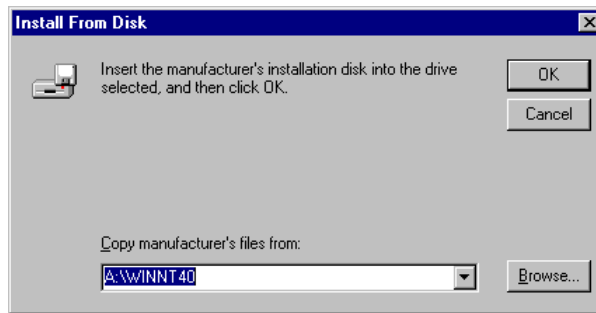 Install From Disk
Insert the manufacturer's installation disk into the drive
selected, and then click OK.
OK
Cancel
Copy manufacturer's files from:
A:\WINNT40
Browse...